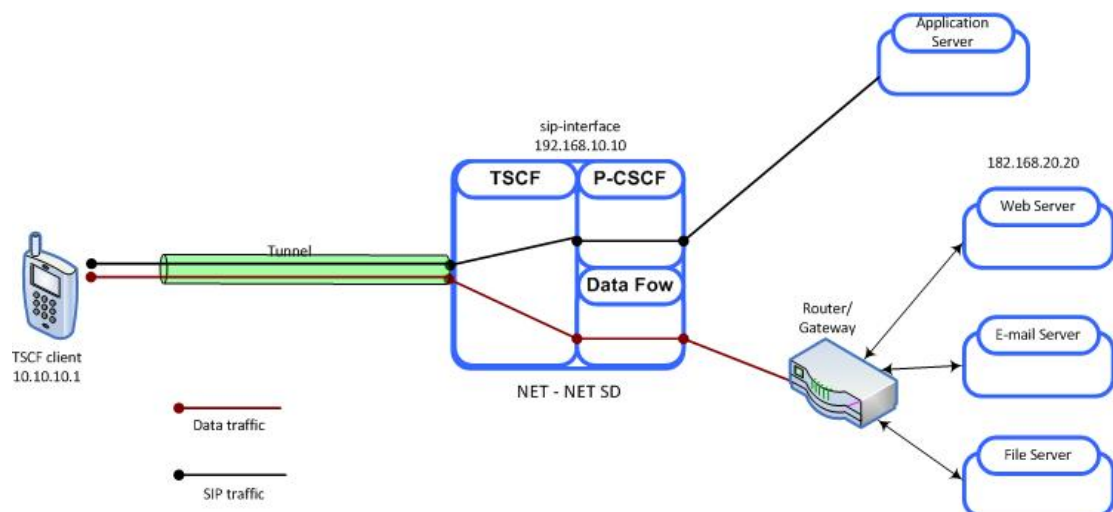 Application
Server
sip-interface
192.168.10.10
TSCF
P-CSCF
182.168.20.20
Web Server
Tunnel
Data Fow
Router/
Gateway
E-mail Server
TSCF client
10.10.10.1
NET - NET SD
Data traffic
File Server
SIP traffic